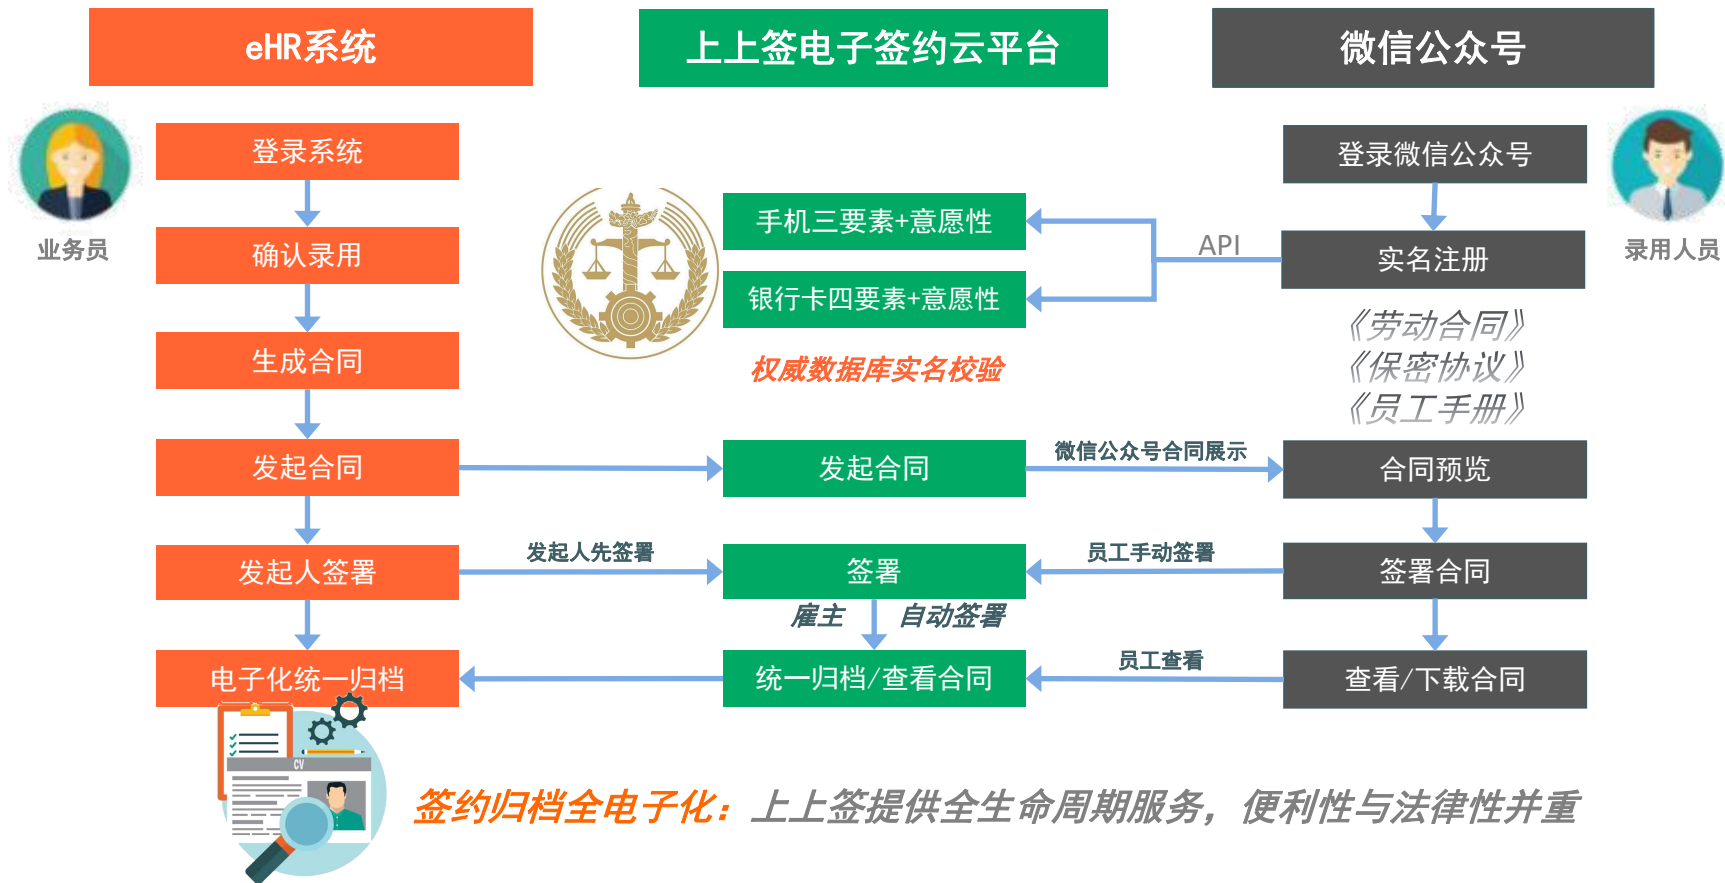 eHR系统
上上签电子签约云平台
微信公众号
业务员
登录系统
确认录用
生成合同
发起合同
发起人签署
电子化统一归档
手机三要素+意愿性
银行卡四要素+意愿性
权威数据库实名校验
API
登录微信公众号
实名注册
录用人员
《劳动合同》
《保密协议》
《员工手册》
发起合同
微信公众号合同展示
合同预览
发起人先签署
签署
员工手动签署
签署合同
雇主
自动签署
统一归档/查看合同
员工查看
查看/下载合同
CV
签约归档全电子化：上上签提供全生命周期服务，便利性与法律性并重